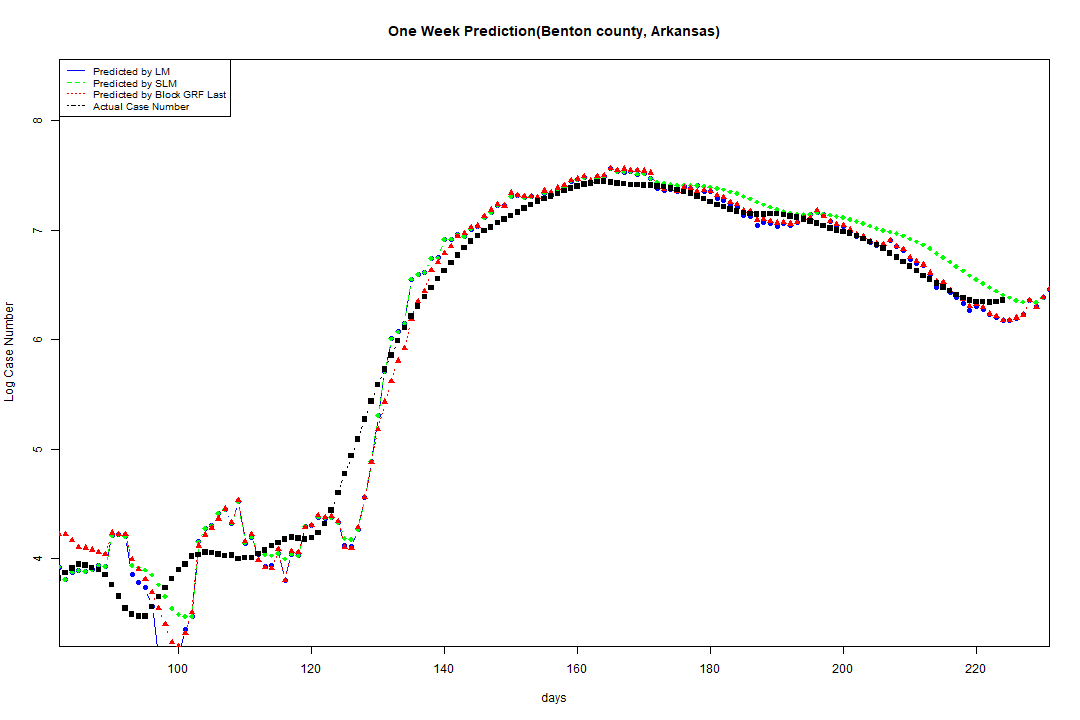 One Week Prediction(Benton county, Arkansas)
Predicted by LM
Predicted by SLM
Predicted by Block GRF Last
Actual Case Number
8
7
6
5
4
Log Case Number
100 120 140 160 180 200 220
days